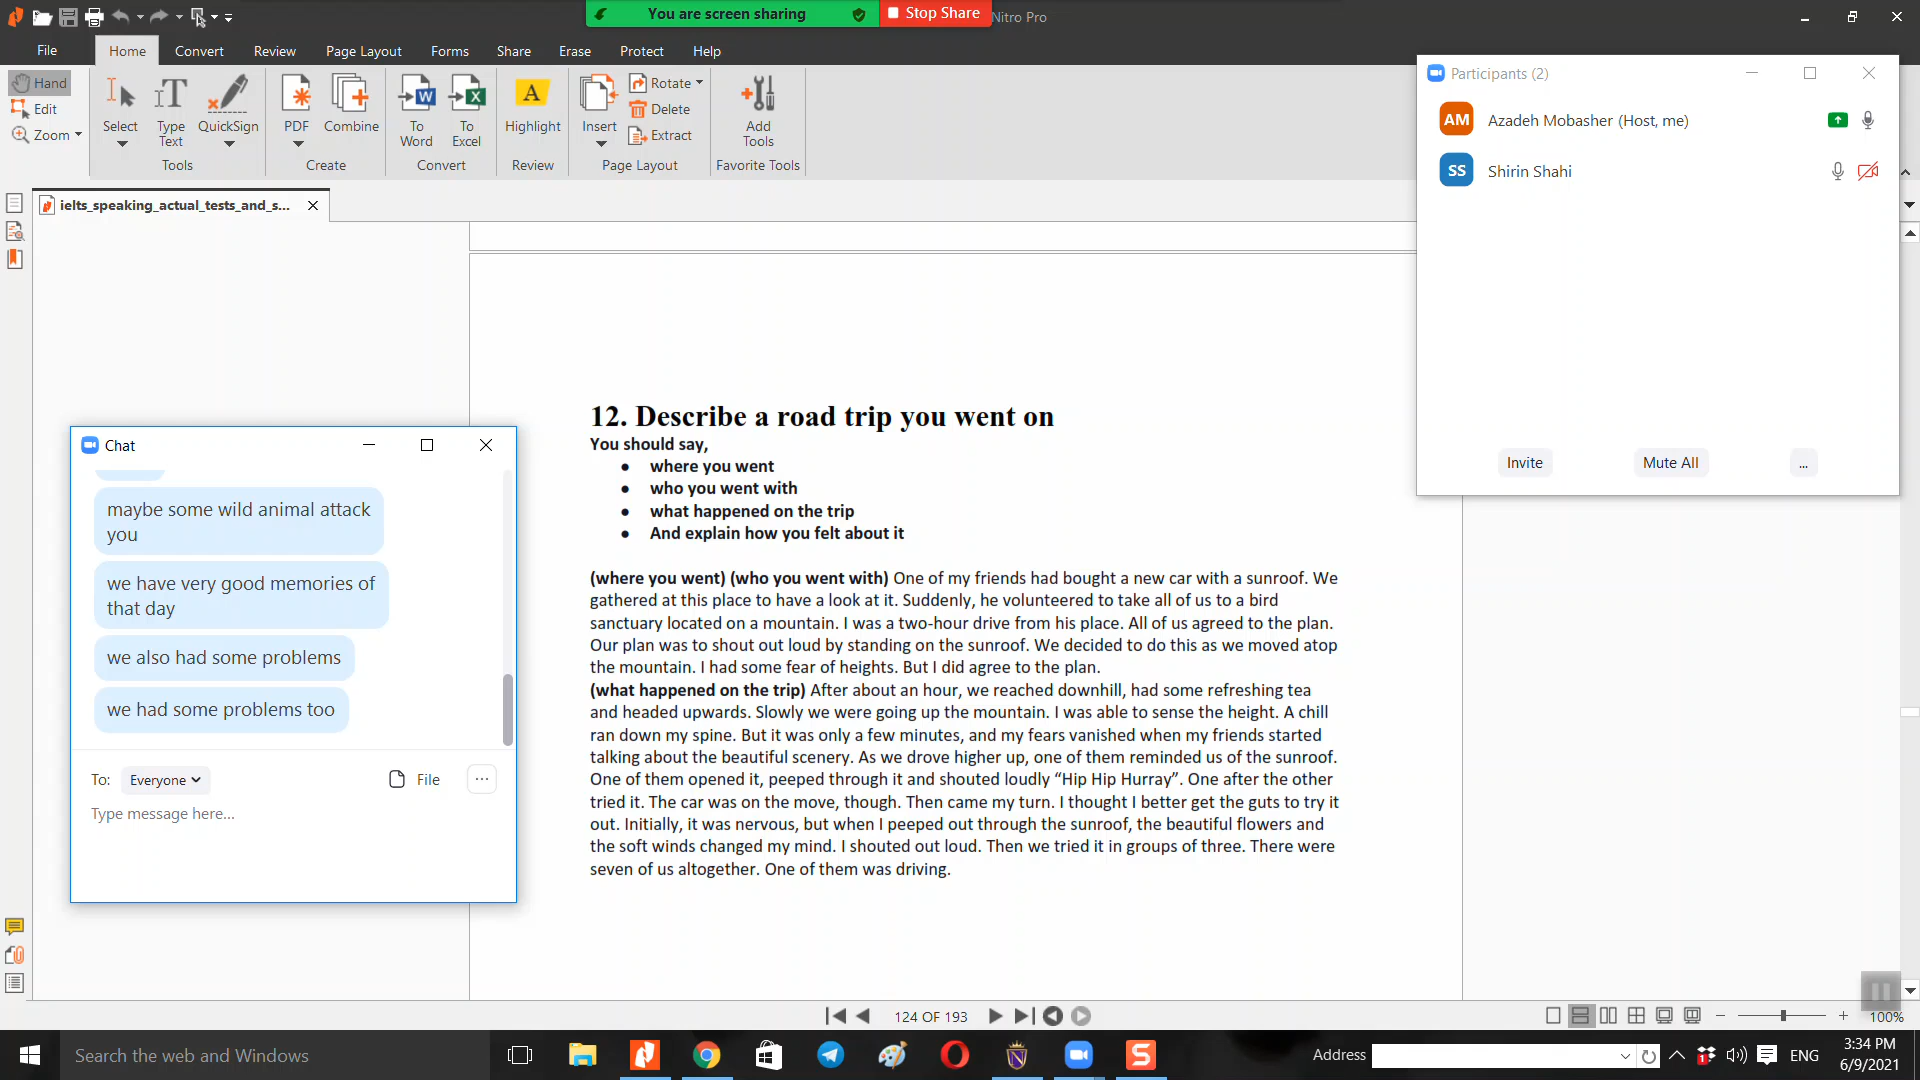 You are screen sharing
Stop Share
Nitro Pro
File
Home
Convert
Review
Page Layout
Forms
Share
Erase
Protect
Help
Hand
Edit
Zoom
Select
Type
Text
QuickSign
Tools
PDF
Combine
Create
To
Word
To
Excel
Convert
Highlight
Review
Insert
Rotate
Delete
Extract
Page Layout
Add
Tools
Favorite Tools
Participants (2)
AM
Azadeh Mobasher (Host, me)
SS
Shirin Shahi
Invite
Mute All
...
ielts_speaking_actual_tests_and_s...
12. Describe a road trip you went on
You should say,
• where you went
• who you went with
• what happened on the trip
• And explain how you felt about it
(where you went) (who you went with) One of my friends had bought a new car with a sunroof. We
gathered at this place to have a look at it. Suddenly, he volunteered to take all of us to a bird
sanctuary located on a mountain. I was a two-hour drive from his place. All of us agreed to the plan.
Our plan was to shout out loud by standing on the sunroof. We decided to do this as we moved atop
the mountain. I had some fear of heights. But I did agree to the plan.
(what happened on the trip) After about an hour, we reached downhill, had some refreshing tea
and headed upwards. Slowly we were going up the mountain. I was able to sense the height. A chill
ran down my spine. But it was only a few minutes, and my fears vanished when my friends started
talking about the beautiful scenery. As we drove higher up, one of them reminded us of the sunroof.
One of them opened it, peeped through it and shouted loudly “Hip Hip Hurray”. One after the other
tried it. The car was on the move, though. Then came my turn. I thought I better get the guts to try it
out. Initially, it was nervous, but when I peeped out through the sunroof, the beautiful flowers and
the soft winds changed my mind. I shouted out loud. Then we tried it in groups of three. There were
seven of us altogether. One of them was driving.
Chat
maybe some wild animal attack
you
we have very good memories of
that day
we also had some problems
we had some problems too
To:
Everyone
File
...
Type message here...
124 OF 193
100%
Search the web and Windows
Address
1
ENG
3:34 PM
6/9/2021